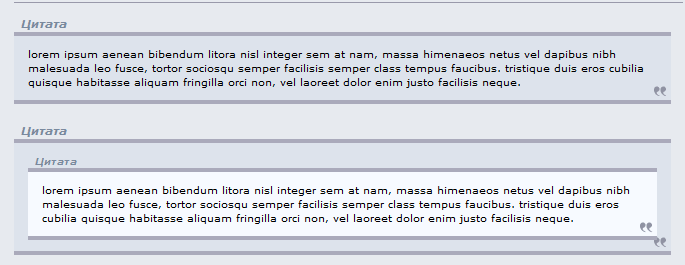 Цитата
lorem ipsum aenean bibendum litora nisl integer sem at nam, massa himenaeos netus vel dapibus nibh
malesuada leo fusce, tortor sociosqu semper facilisis semper class tempus faucibus. tristique duis eros cubilia
quisque habitasse aliquam fringilla orci non, vel laoreet dolor enim justo facilisis neque.
Цитата
Цитата
lorem ipsum aenean bibendum litora nisl integer sem at nam, massa himenaeos netus vel dapibus nibh
malesuada leo fusce, tortor sociosqu semper facilisis semper class tempus faucibus. tristique duis eros
cubilia quisque habitasse aliquam fringilla orci non, vel laoreet dolor enim justo facilisis neque.